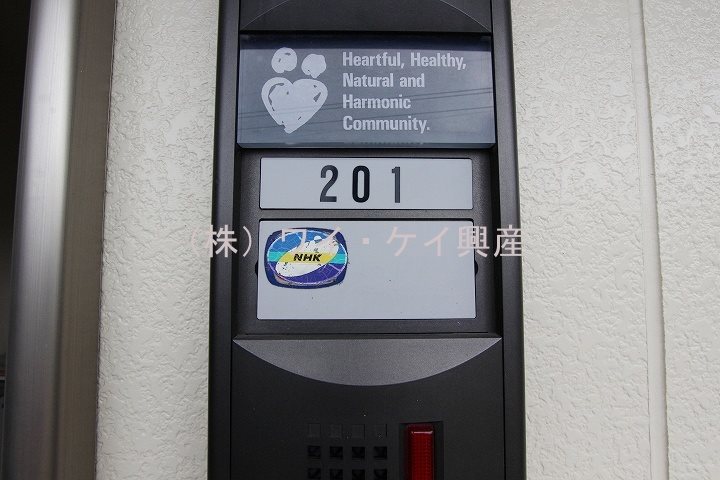 Heartful, Healthy,
Natural and
Harmonic
Community.
201
（株）ワイ・ケイ興産
NHK